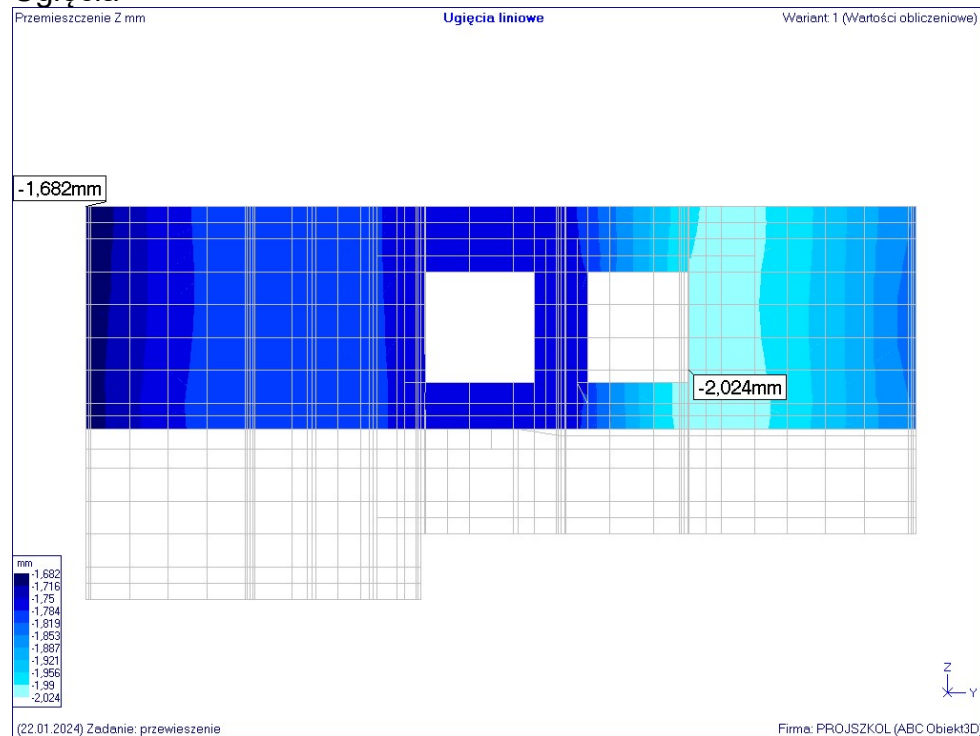 Ugięcia
Przemieszczenie Z mm
Ugięcia liniowe
Wariant: 1 (Wartości obliczeniowe)
-1,682mm
-2,024mm
mm
-1,682
-1,716
-1,75
-1,784
-1,819
-1,853
-1,887
-1,921
-1,956
-1,99
-2,024
Z
Y
(22.01.2024) Zadanie: przewieszenie
Firma: PROJSZKOL (ABC Obiekt3D)